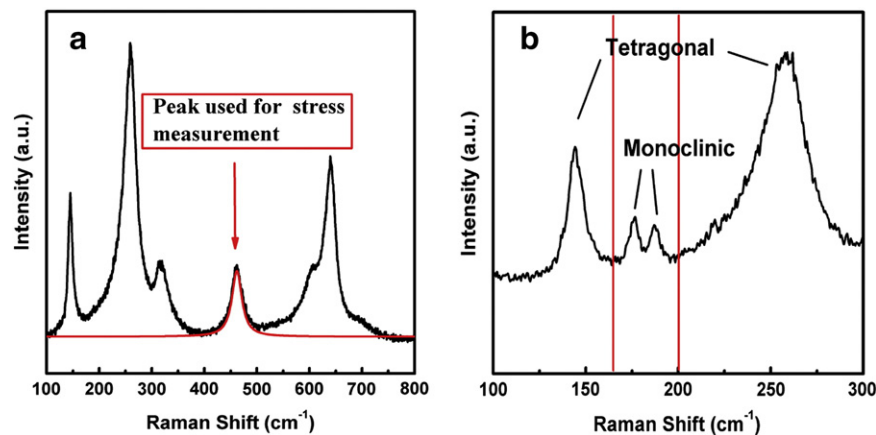 a
Peak used for stress
measurement
Intensity (a.u.)
100 200 300 400 500 600 700 800
Raman Shift (cm⁻¹)
b
Tetragonal
Monoclinic
Intensity (a.u.)
100 150 200 250 300
Raman Shift (cm⁻¹)